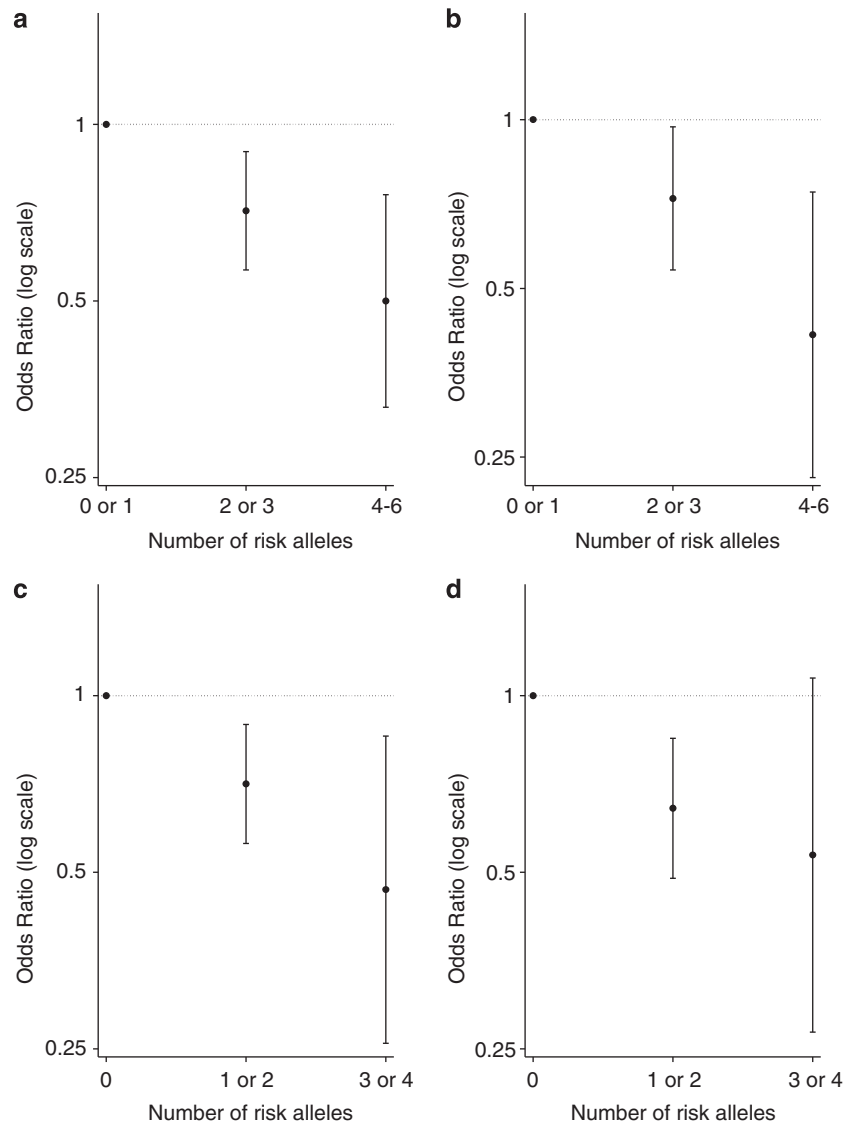 a
Odds Ratio (log scale)
1
0.5
0.25
0 or 1
2 or 3
4-6
Number of risk alleles
b
Odds Ratio (log scale)
1
0.5
0.25
0 or 1
2 or 3
4-6
Number of risk alleles
c
Odds Ratio (log scale)
1
0.5
0.25
0
1 or 2
3 or 4
Number of risk alleles
d
Odds Ratio (log scale)
1
0.5
0.25
0
1 or 2
3 or 4
Number of risk alleles